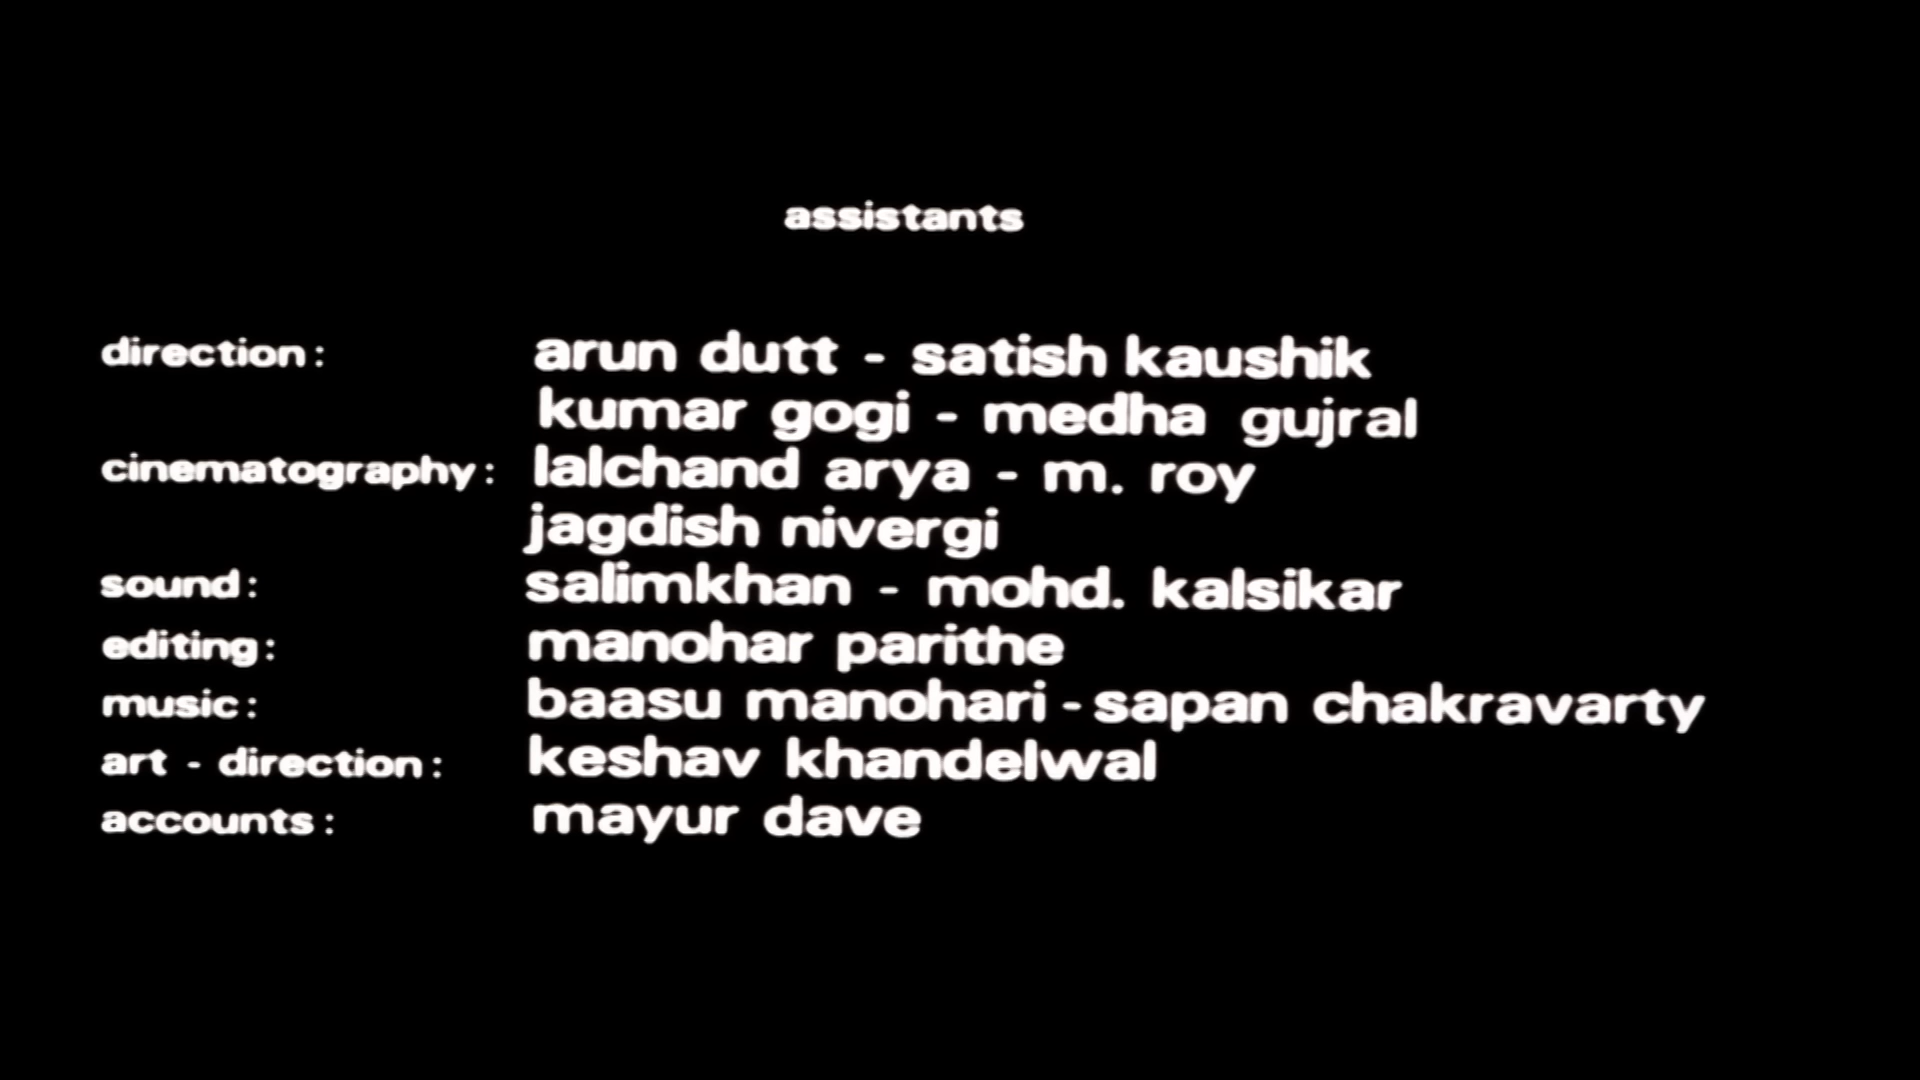 assistants
direction: arun dutt - satish kaushik
kumar gogi - medha gujral
cinematography: lalchand arya - m. roy
jagdish nivergi
sound: salimkhan - mohd. kalsikar
editing: manohar parithe
music: baasu manohari - sapan chakravarty
art - direction: keshav khandelwal
accounts: mayur dave